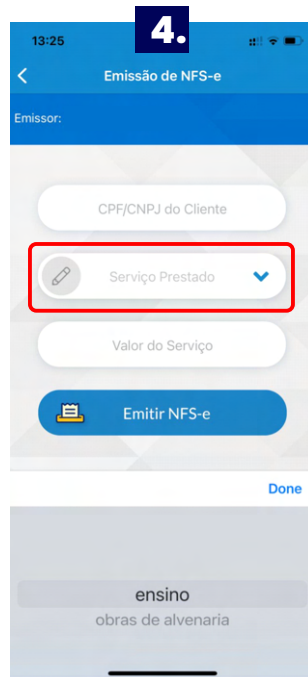 4.
13:25
Emissão de NFS-e
Emissor:
CPF/CNPJ do Cliente
Serviço Prestado
Valor do Serviço
Emitir NFS-e
Done
ensino
obras de alvenaria